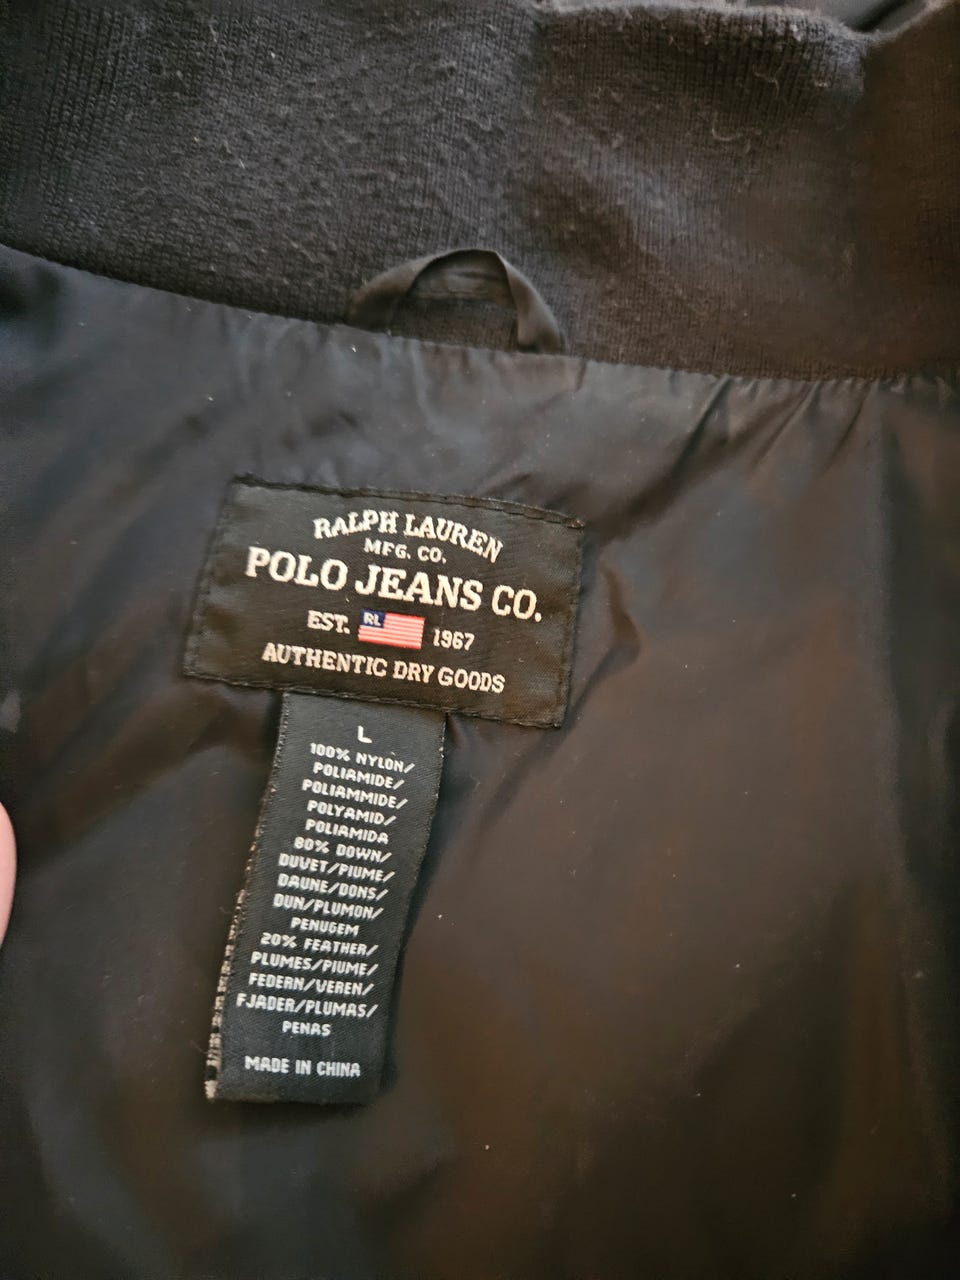 RALPH LAUREN
MFG. CO.
POLO JEANS CO.
EST. RL 1967
AUTHENTIC DRY GOODS
L
100% NYLON/
POLIAMIDE/
POLIAMMIDE/
POLYAMID/
POLIAMIDA
80% DOWN/
DUVET/PIUME/
DAUNE/DONS/
DUN/PLUMON/
PENUGEM
20% FEATHER/
PLUMES/PIUME/
FEDERN/VEREN/
FJADER/PLUMAS/
PENAS
MADE IN CHINA